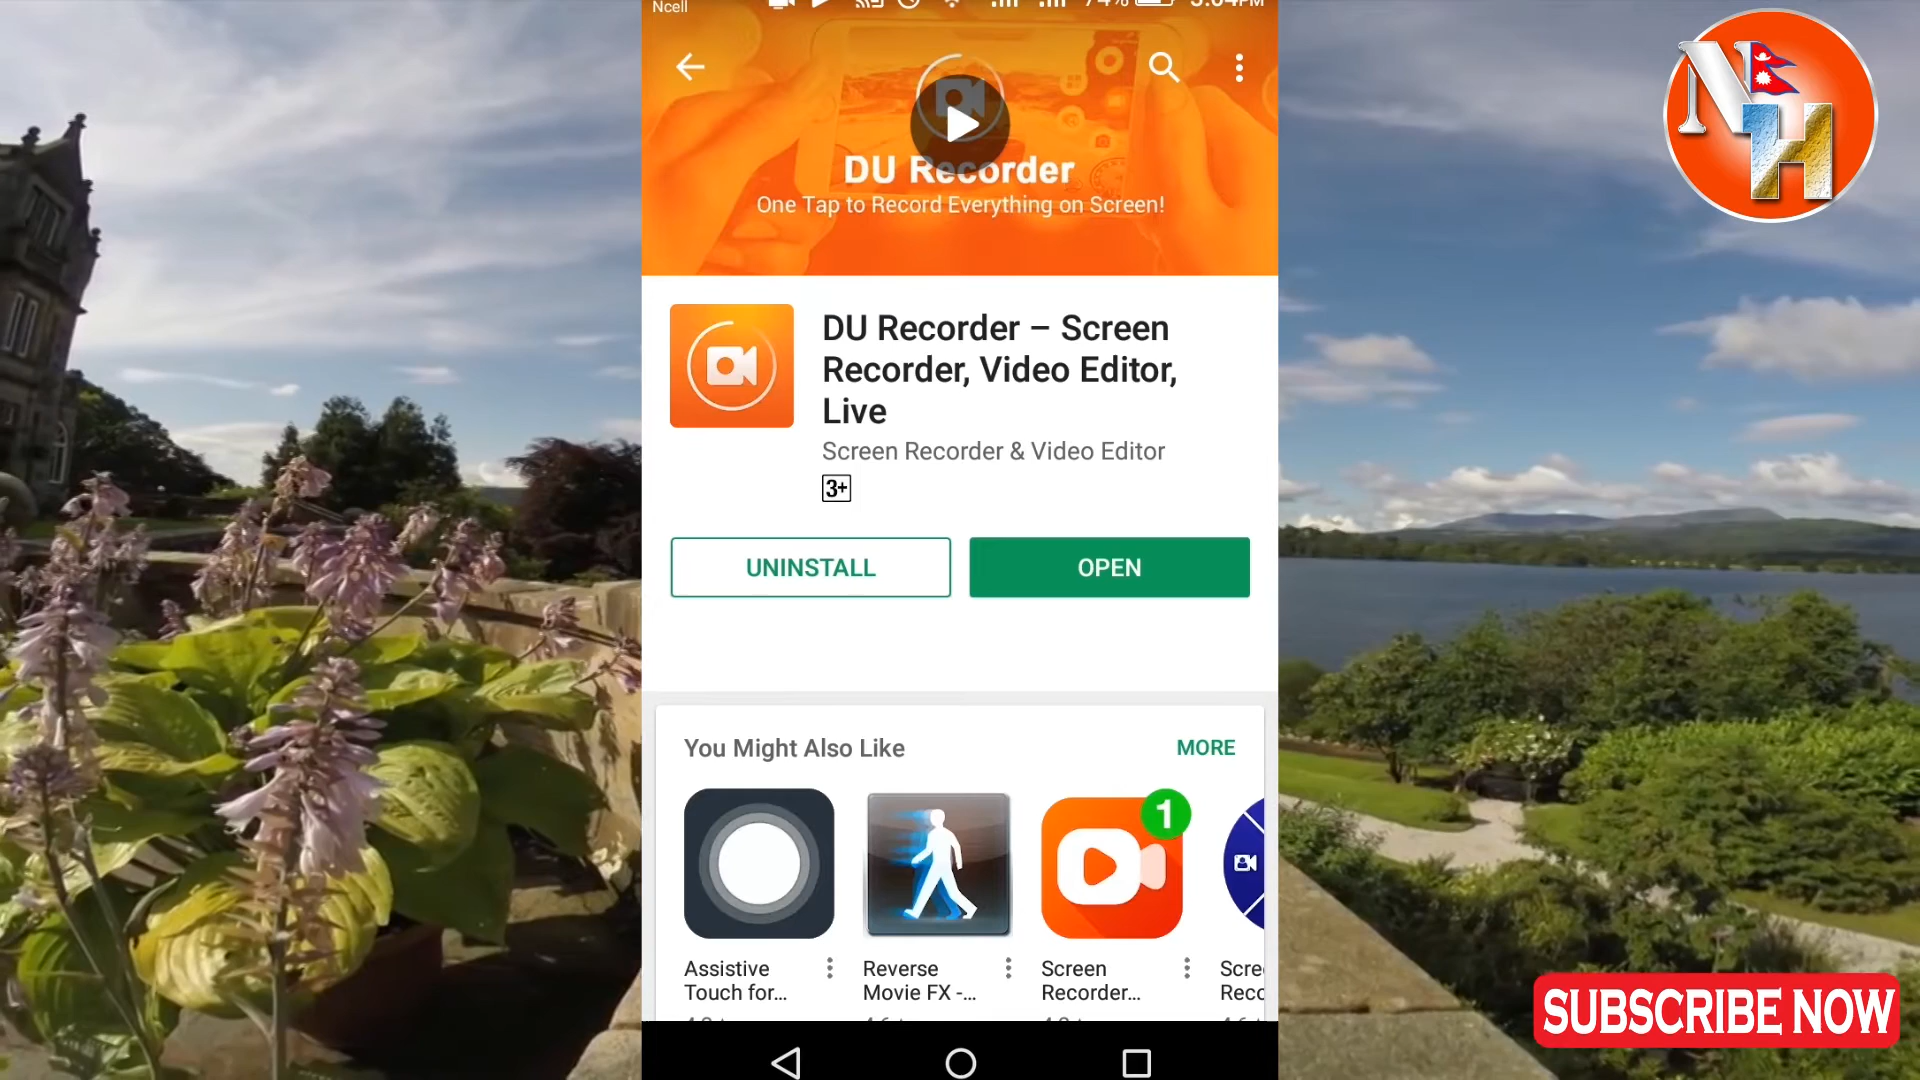 Ncell
DU Recorder
One Tap to Record Everything on Screen!
DU Recorder – Screen
Recorder, Video Editor,
Live
Screen Recorder & Video Editor
3+
UNINSTALL
OPEN
You Might Also Like
MORE
1
Assistive
Touch for...
Reverse
Movie FX -...
Screen
Recorder...
NH
SUBSCRIBE NOW